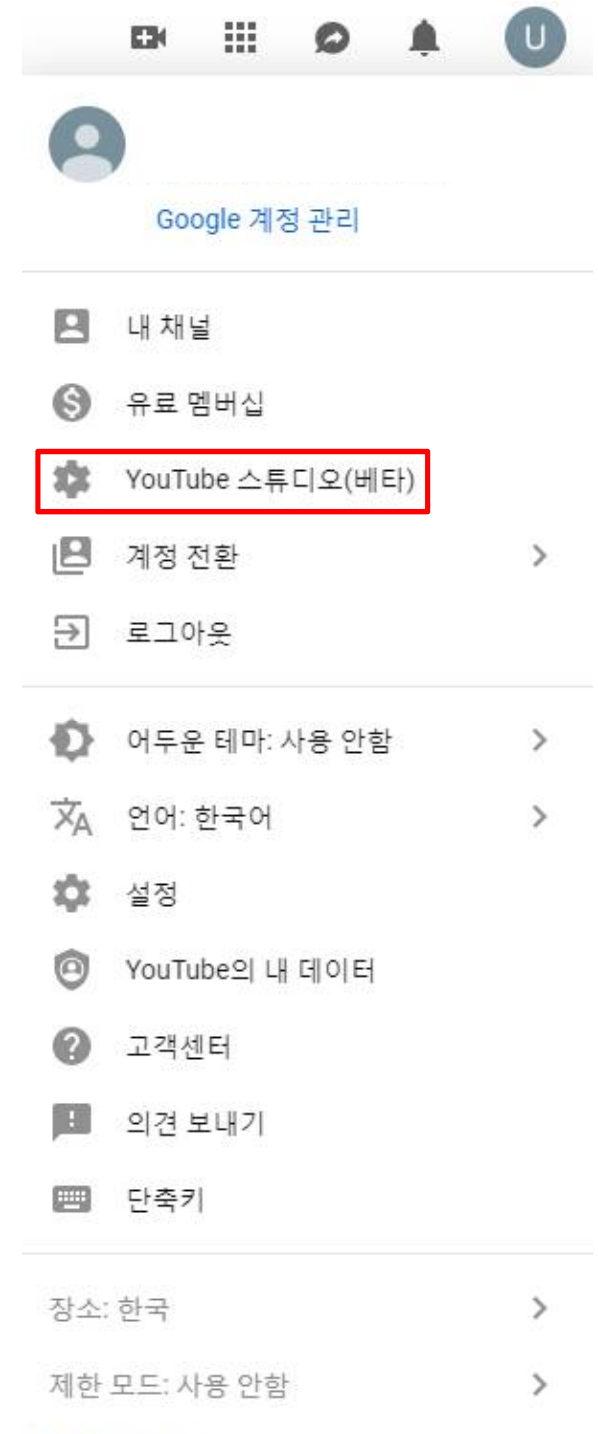 U
Google 계정 관리
내 채널
유료 멤버십
YouTube 스튜디오(베타)
계정 전환
로그아웃
어두운 테마: 사용 안함
언어: 한국어
설정
YouTube의 내 데이터
고객센터
의견 보내기
단축키
장소: 한국
제한 모드: 사용 안함